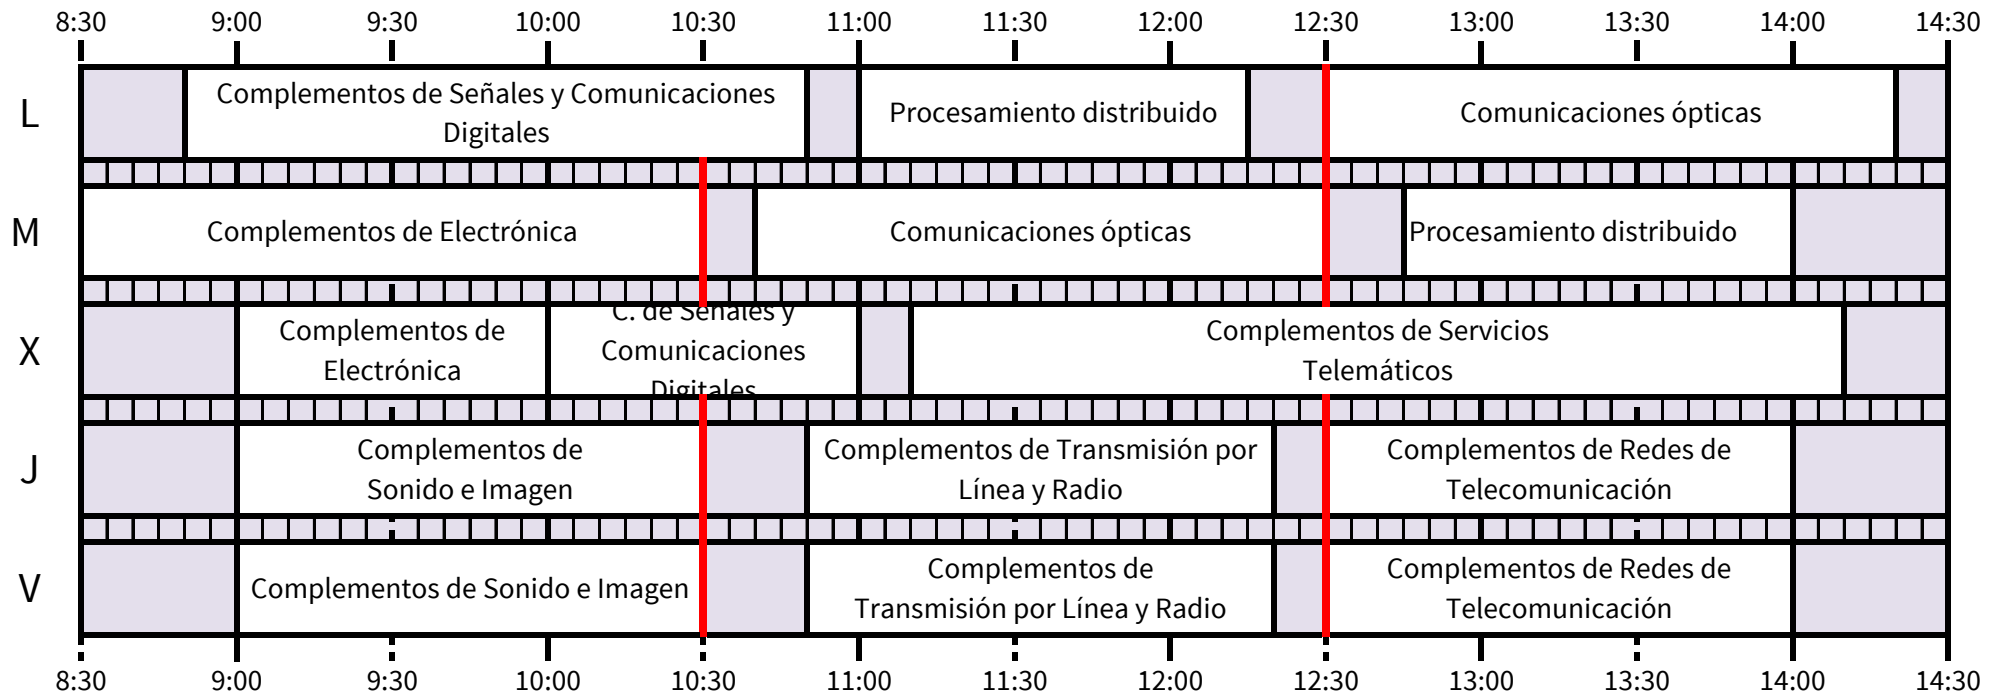 8:30 9:00 9:30 10:00 10:30 11:00 11:30 12:00 12:30 13:00 13:30 14:00 14:30
L
Complementos de Señales y Comunicaciones
Digitales
Procesamiento distribuido
Comunicaciones ópticas
M
Complementos de Electrónica
Comunicaciones ópticas
Procesamiento distribuido
X
Complementos de
Electrónica
C. de Señales y
Comunicaciones
Digitales
Complementos de Servicios
Telemáticos
J
Complementos de
Sonido e Imagen
Complementos de Transmisión por
Línea y Radio
Complementos de Redes de
Telecomunicación
V
Complementos de Sonido e Imagen
Complementos de
Transmisión por Línea y Radio
Complementos de Redes de
Telecomunicación
8:30 9:00 9:30 10:00 10:30 11:00 11:30 12:00 12:30 13:00 13:30 14:00 14:30